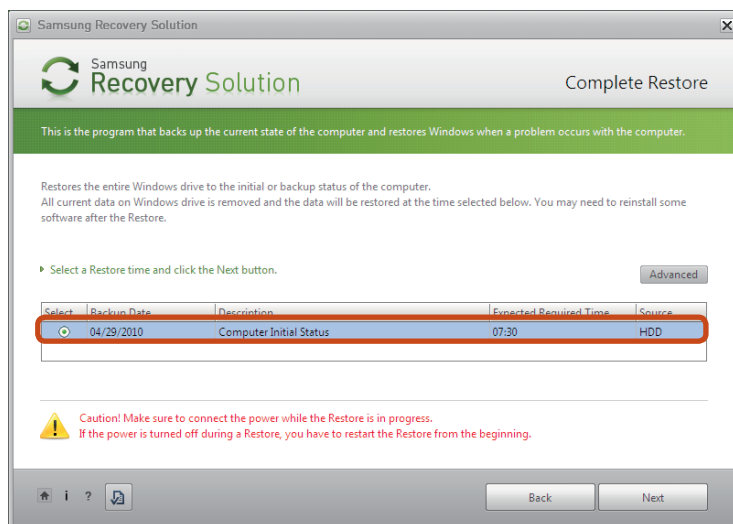 Samsung Recovery Solution
Samsung
Recovery Solution
Complete Restore
This is the program that backs up the current state of the computer and restores Windows when a problem occurs with the computer.
Restores the entire Windows drive to the initial or backup status of the computer.
All current data on Windows drive is removed and the data will be restored at the time selected below. You may need to reinstall some
software after the Restore.
Select a Restore time and click the Next button.
Advanced
Select Backup Date Description Expected Required Time Source
04/29/2010 Computer Initial Status 07:30 HDD
Caution! Make sure to connect the power while the Restore is in progress.
If the power is turned off during a Restore, you have to restart the Restore from the beginning.
i ? Back Next